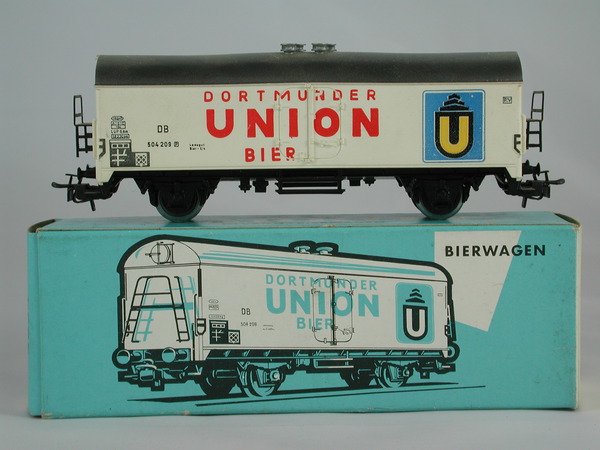 DORTMUNDER
UNION
BIER
DB
504 209
U
BIERWAGEN
DORTMUNDER
UNION
BIER
DB
504 209
U